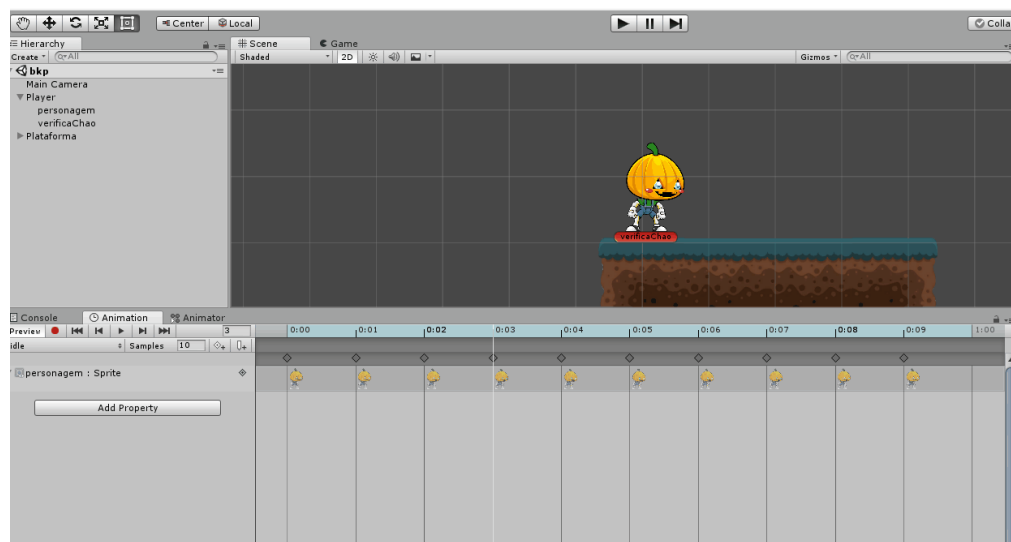 Center Local Colla
Hierarchy Scene Game
Create All Shaded 2D Gizmos All
bkp
Main Camera
Player
personagem
verificaChao
Plataforma
verificaChao
Console Animation Animator
Preview 3 0:00 0:01 0:02 0:03 0:04 0:05 0:06 0:07 0:08 0:09 1:00
idle Samples 10
personagem : Sprite
Add Property